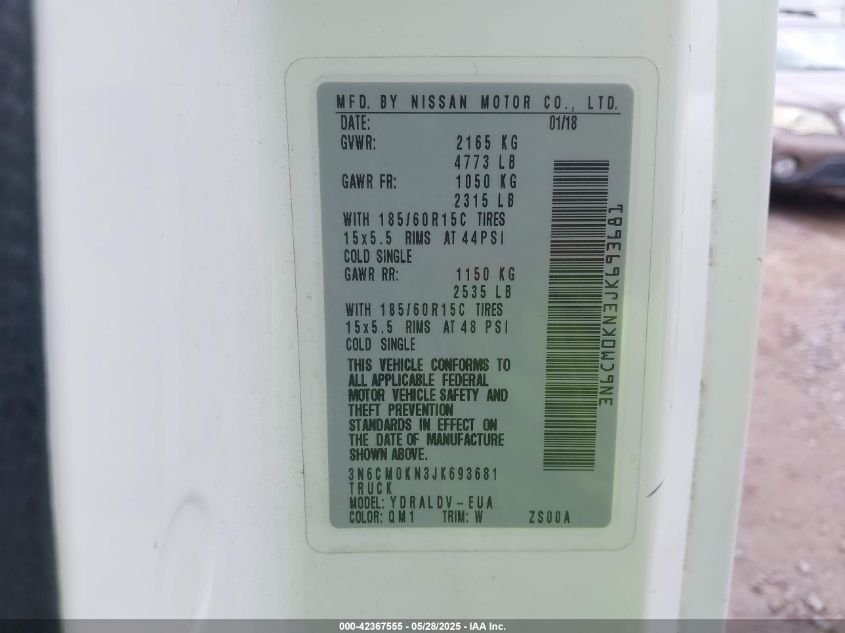 MFD. BY NISSAN MOTOR CO., LTD.
DATE: 01/18
GVWR: 2165 KG
4773 LB
GAWR FR: 1050 KG
2315 LB
WITH 185/60R15C TIRES
15x5.5 RIMS AT 44PSI
COLD SINGLE
GAWR RR: 1150 KG
2535 LB
WITH 185/60R15C TIRES
15x5.5 RIMS AT 48 PSI
COLD SINGLE
THIS VEHICLE CONFORMS TO
ALL APPLICABLE FEDERAL
MOTOR VEHICLE SAFETY AND
THEFT PREVENTION
STANDARDS IN EFFECT ON
THE DATE OF MANUFACTURE
SHOWN ABOVE.
3N6CM0KN3JK693681
TRUCK
MODEL: YDRALDV-EUA
COLOR: QM1 TRIM: W ZS00A
3N6CM0KN3JK693681
000-42367555 - 05/28/2025 - IAA Inc.